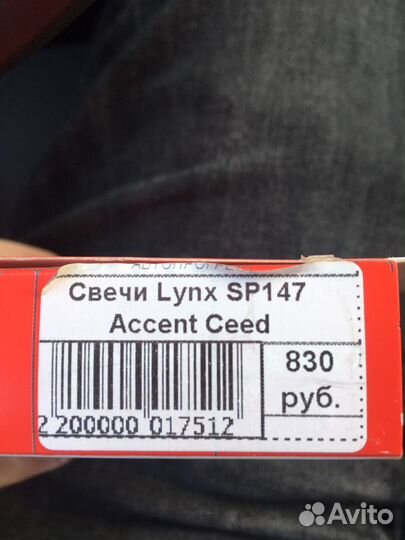 Свечи Lynx SP147
Accent Ceed
830
руб.
2 200000 017512
Avito